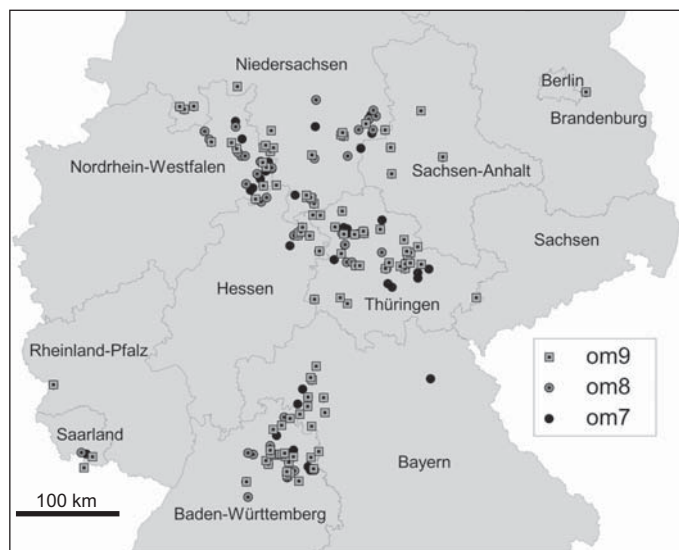 Niedersachsen
Berlin
Brandenburg
Nordrhein-Westfalen
Sachsen-Anhalt
Sachsen
Hessen
Thüringen
Rheinland-Pfalz
om9
om8
om7
Saarland
Bayern
100 km
Baden-Württemberg